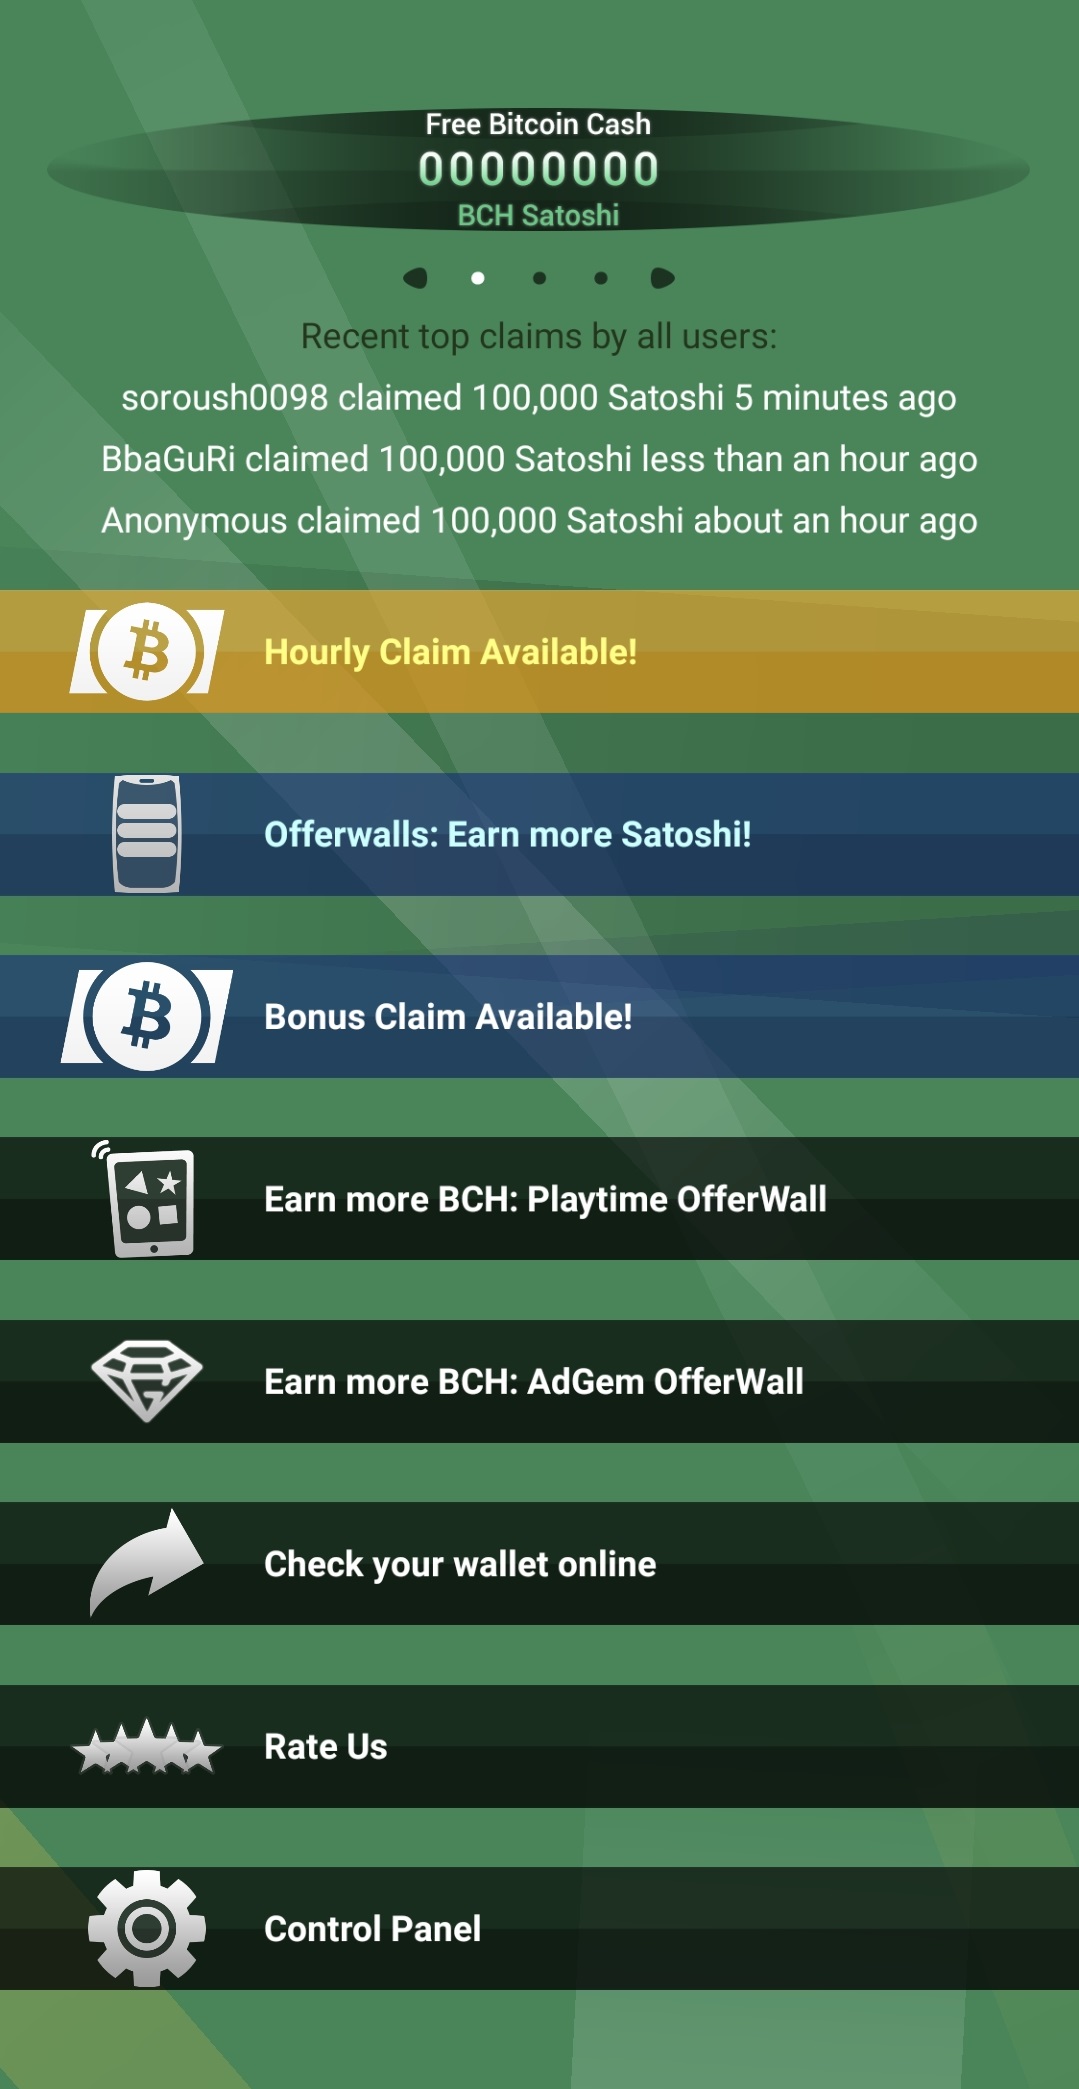 Free Bitcoin Cash
00000000
BCH Satoshi
Recent top claims by all users:
soroush0098 claimed 100,000 Satoshi 5 minutes ago
BbaGuRi claimed 100,000 Satoshi less than an hour ago
Anonymous claimed 100,000 Satoshi about an hour ago
Hourly Claim Available!
Offerwalls: Earn more Satoshi!
Bonus Claim Available!
Earn more BCH: Playtime OfferWall
Earn more BCH: AdGem OfferWall
Check your wallet online
Rate Us
Control Panel